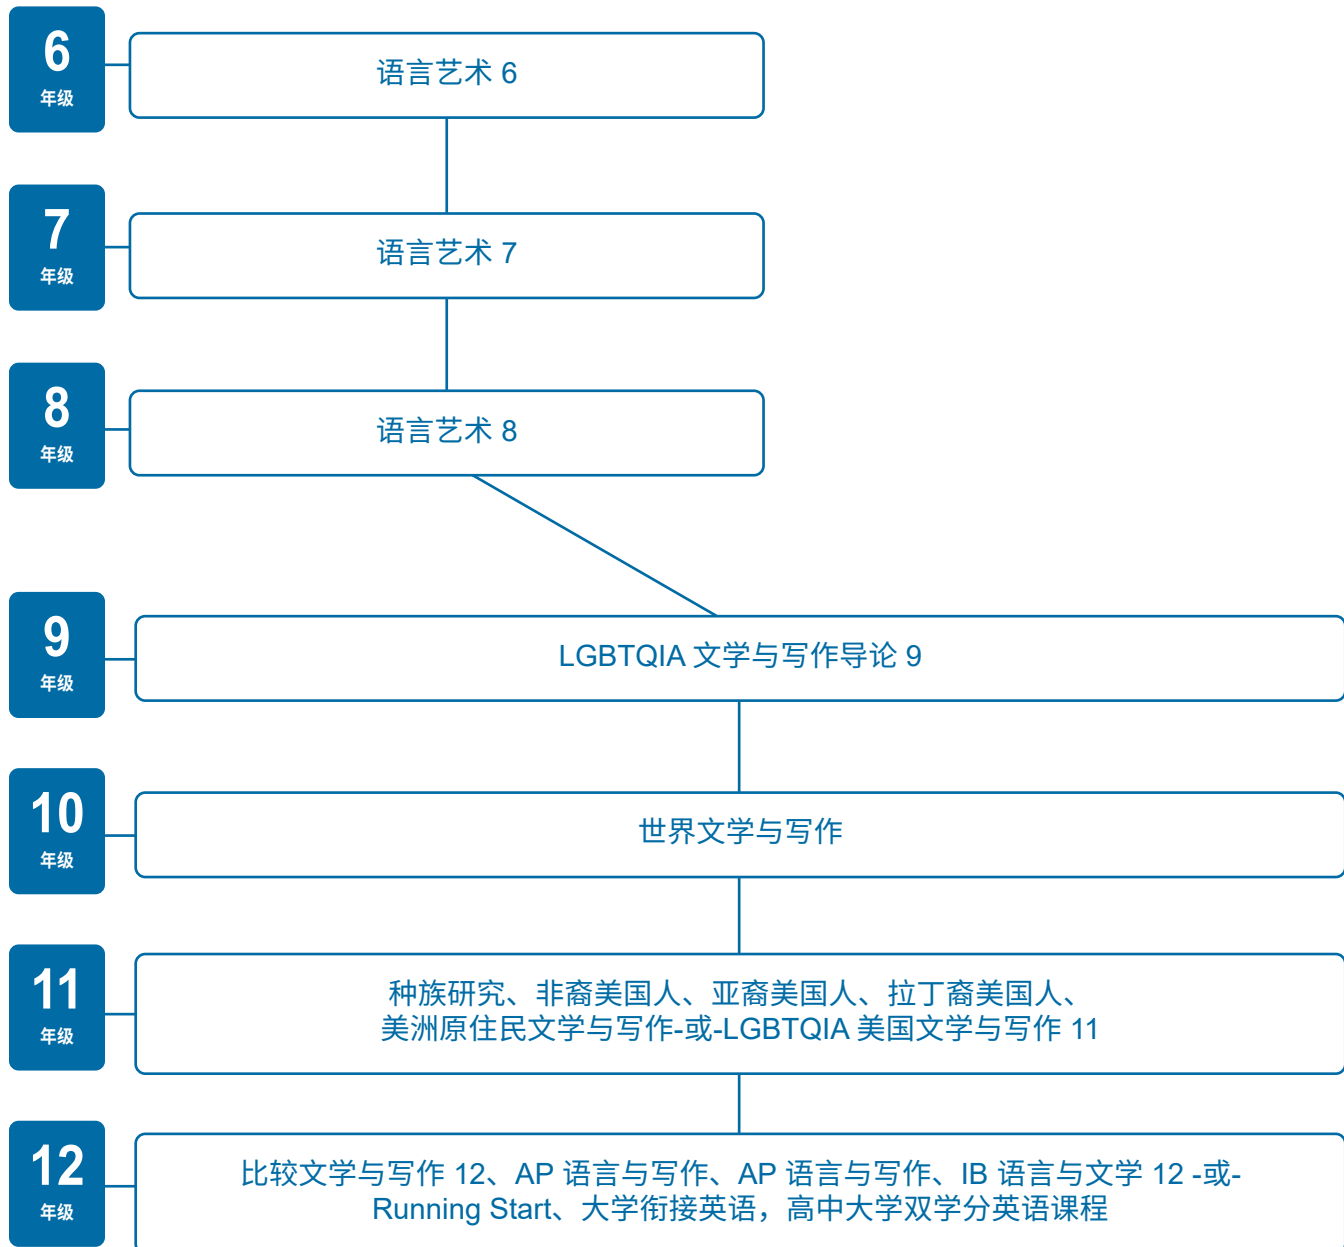 6
年级
语言艺术 6
7
年级
语言艺术 7
8
年级
语言艺术 8
9
年级
LGBTQIA 文学与写作导论 9
10
年级
世界文学与写作
11
年级
种族研究、非裔美国人、亚裔美国人、拉丁裔美国人、
美洲原住民文学与写作-或-LGBTQIA 美国文学与写作 11
12
年级
比较文学与写作 12、AP 语言与写作、AP 语言与写作、IB 语言与文学 12 -或-
Running Start、大学衔接英语，高中大学双学分英语课程